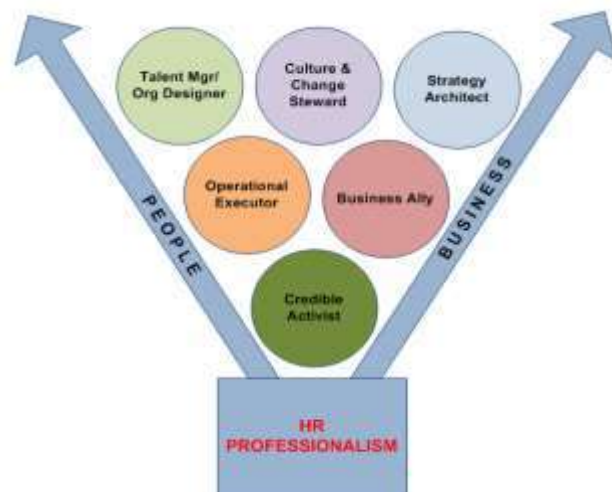 Talent Mgr/
Org Designer
Culture &
Change
Steward
Strategy
Architect
Operational
Executor
Business Ally
PEOPLE
BUSINESS
Credible
Activist
HR
PROFESSIONALISM